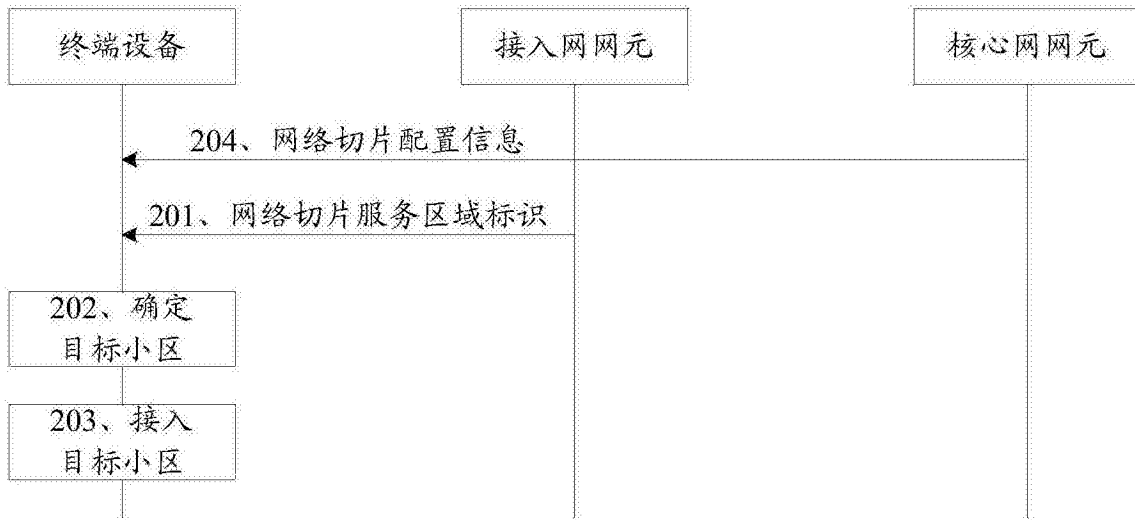 终端设备
接入网网元
核心网网元
204、网络切片配置信息
201、网络切片服务区域标识
202、确定
目标小区
203、接入
目标小区